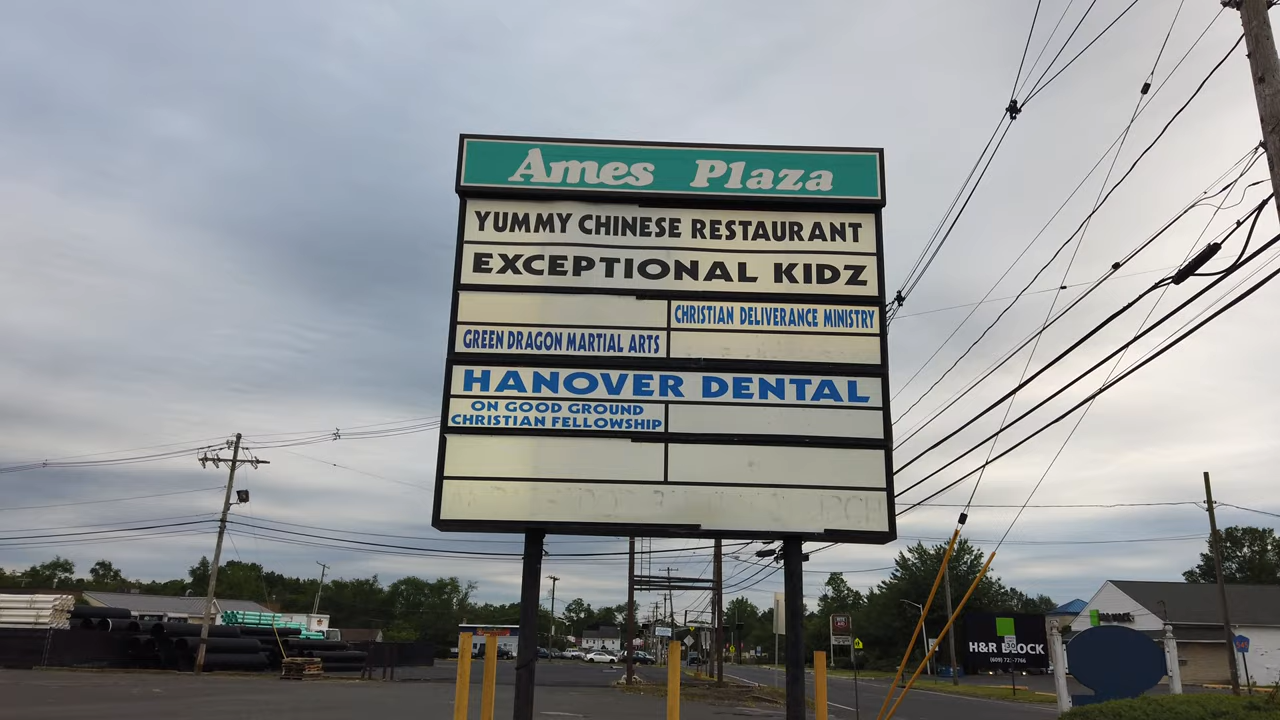 Ames Plaza
YUMMY CHINESE RESTAURANT
EXCEPTIONAL KIDZ
CHRISTIAN DELIVERANCE MINISTRY
GREEN DRAGON MARTIAL ARTS
HANOVER DENTAL
ON GOOD GROUND
CHRISTIAN FELLOWSHIP
H&R BLOCK